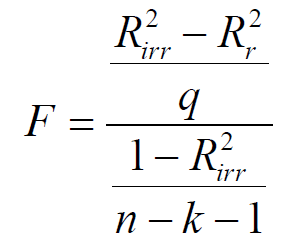 R²irr − R²r
q
F =
1 − R²irr
n − k − 1